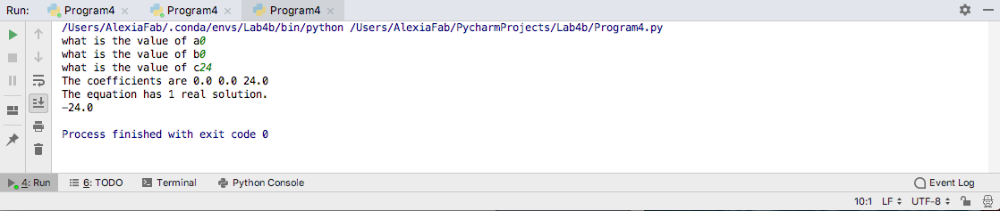 Run: Program4 × Program4 × Program4 ×
/Users/AlexiaFab/.conda/envs/Lab4b/bin/python /Users/AlexiaFab/PycharmProjects/Lab4b/Program4.py
what is the value of a0
what is the value of b0
what is the value of c24
The coefficients are 0.0 0.0 24.0
The equation has 1 real solution.
-24.0
Process finished with exit code 0
4: Run 6: TODO Terminal Python Console Event Log
10:1 LF UTF-8